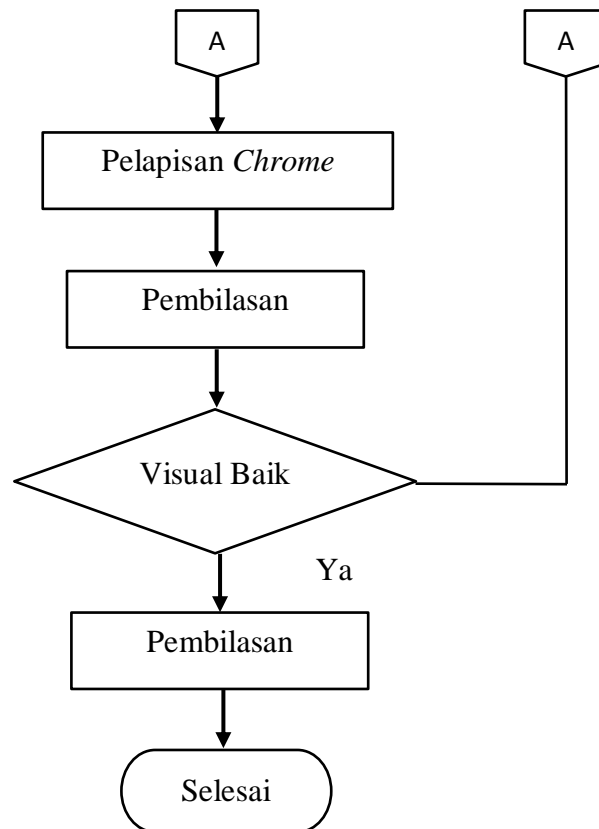 A
A
Pelapisan Chrome
Pembilasan
Visual Baik
Ya
Pembilasan
Selesai